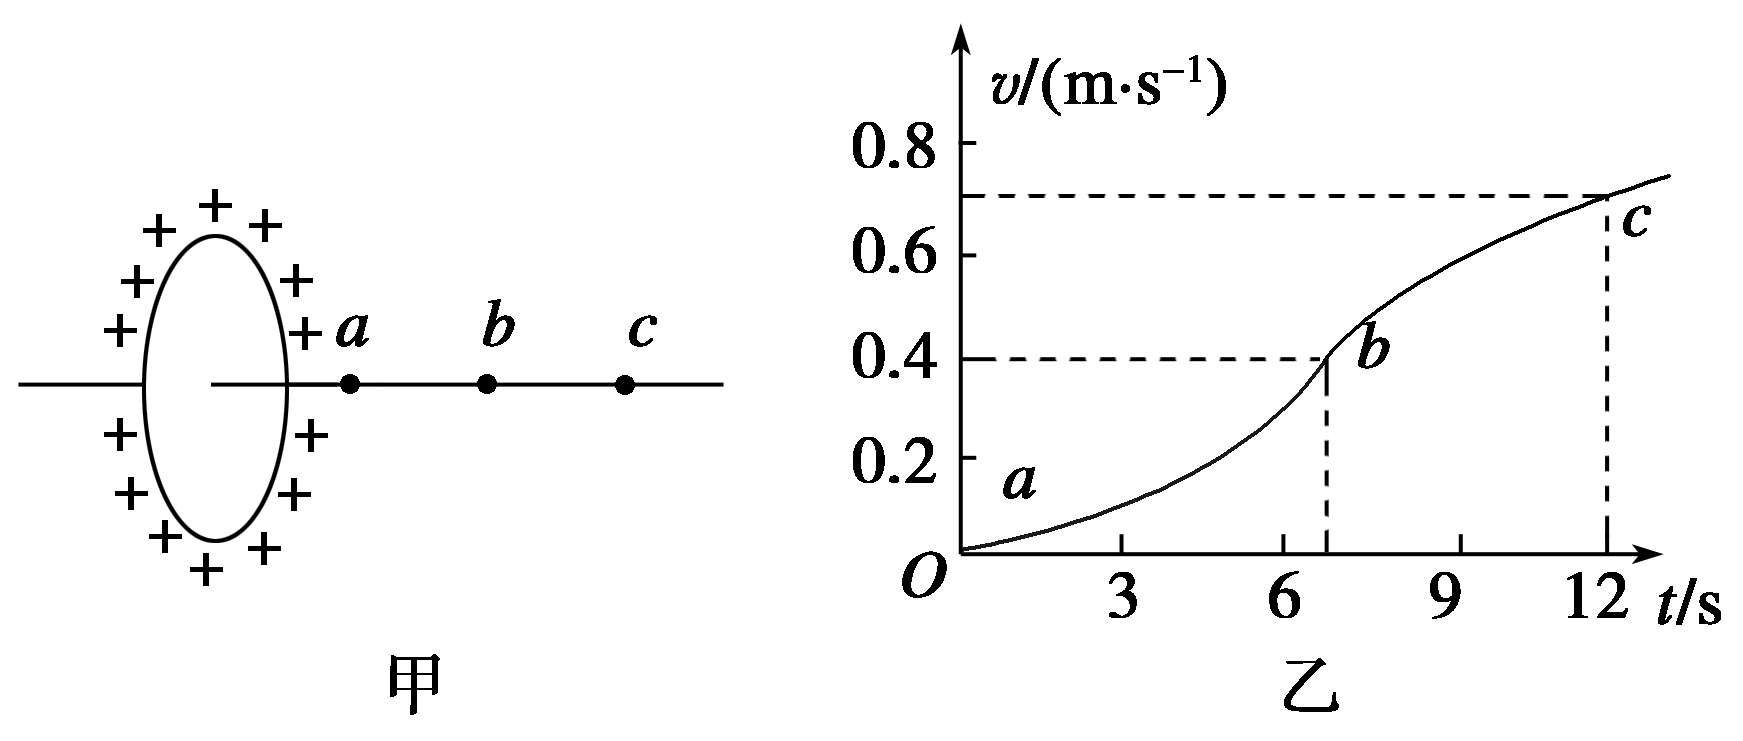 + + + + + + + + + + + + + + + +
a b c
甲
v/(m·s⁻¹)
0.8
0.6
0.4
0.2
O
a
b
c
3 6 9 12 t/s
乙